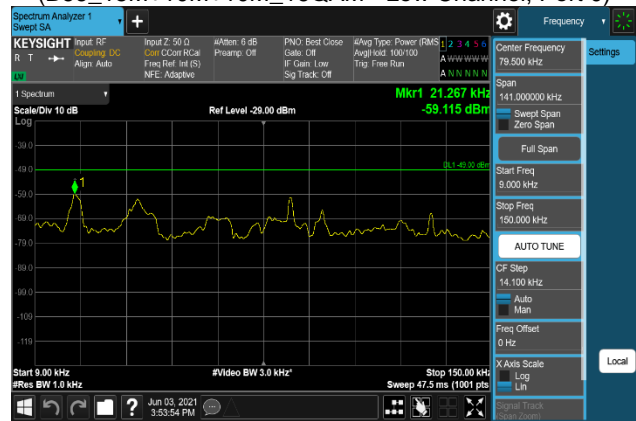 Spectrum Analyzer 1
Swept SA
Frequency
KEYSIGHT
R T
LW
Input: RF
Coupling: DC
Align: Auto
Input Z: 50 Ω
Corr CCorr RCal
Freq Ref: Int (S)
NFE: Adaptive
#Atten: 6 dB
Preamp: Off
PNO: Best Close
Gate: Off
IF Gain: Low
Sig Track: Off
#Avg Type: Power (RMS
Avg|Hold: 100/100
Trig: Free Run
1 2 3 4 5 6
A W W W W W
A N N N N N
Center Frequency
79.500 kHz
Settings
1 Spectrum
Mkr1 21.267 kHz
Scale/Div 10 dB
Ref Level -29.00 dBm
-59.115 dBm
Span
141.000000 kHz
Swept Span
Zero Span
Log
-39.0
-49.0
-59.0
-69.0
-79.0
-89.0
-99.0
-109
-119
DL1 -49.00 dBm
1
Full Span
Start Freq
9.000 kHz
Stop Freq
150.000 kHz
AUTO TUNE
CF Step
14.100 kHz
Auto
Man
Freq Offset
0 Hz
X Axis Scale
Log
Lin
Local
Signal Track
(Span Zoom)
Start 9.00 kHz
#Video BW 3.0 kHz*
Stop 150.00 kHz
#Res BW 1.0 kHz
Sweep 47.5 ms (1001 pts
?
Jun 03, 2021
3:53:54 PM